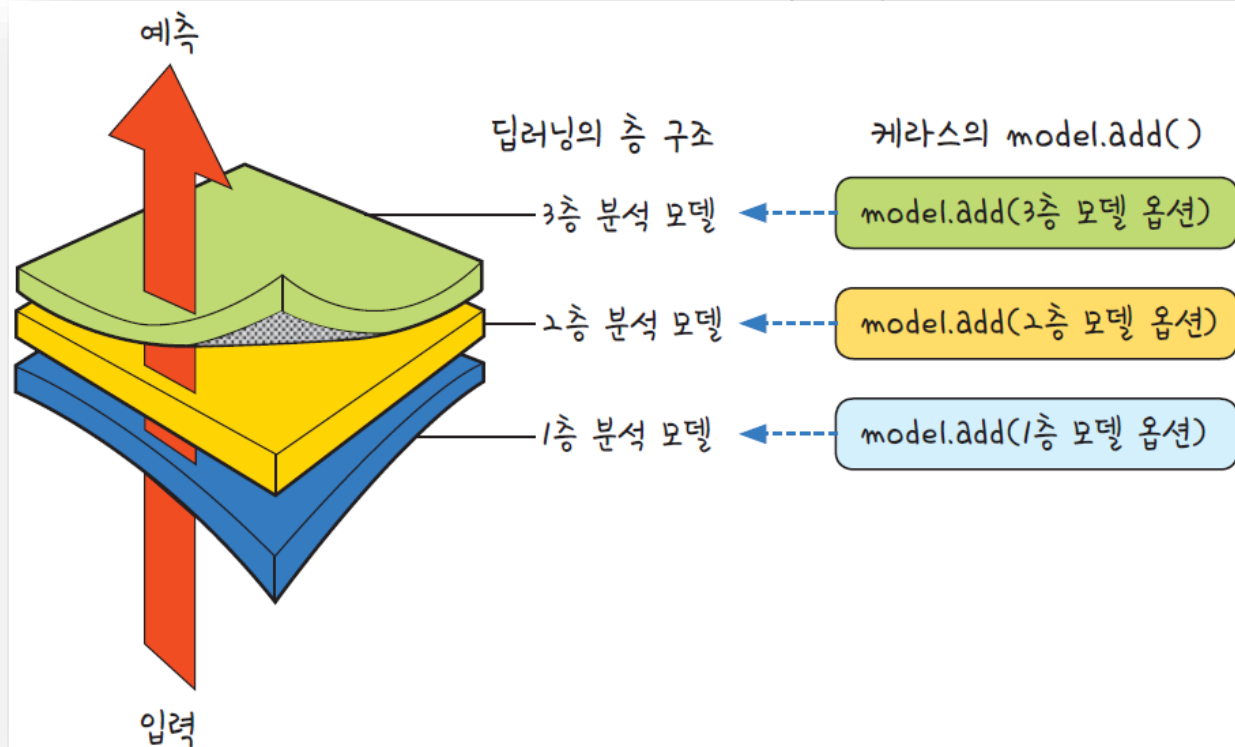 예측
딥러닝의 층 구조
케라스의 model.add()
3층 분석 모델
model.add(3층 모델 옵션)
2층 분석 모델
model.add(2층 모델 옵션)
1층 분석 모델
model.add(1층 모델 옵션)
입력